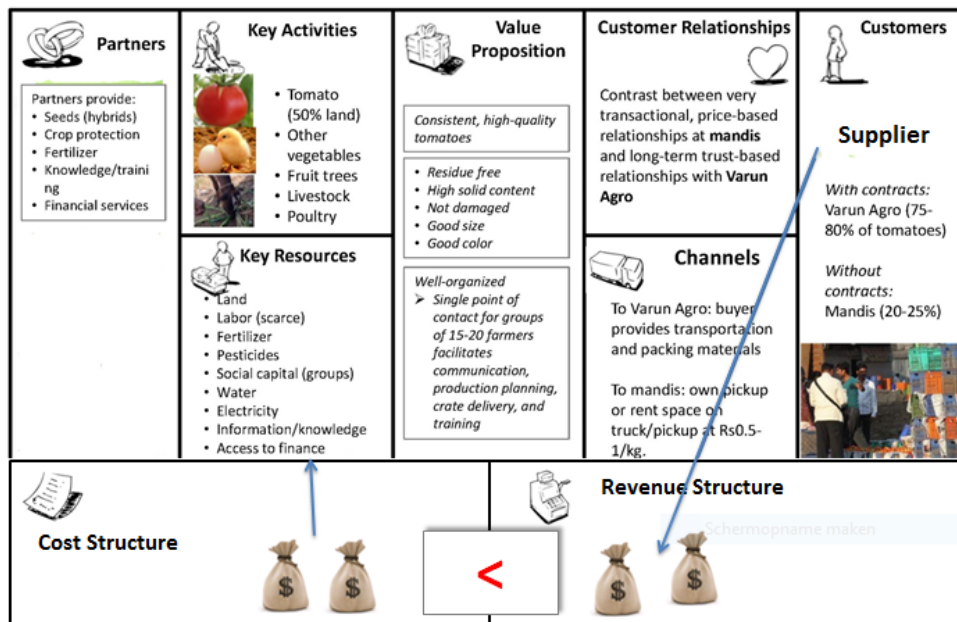 Partners
Partners provide:
• Seeds (hybrids)
• Crop protection
• Fertilizer
• Knowledge/traini
ng
• Financial services
Key Activities
• Tomato
(50% land)
• Other
vegetables
• Fruit trees
• Livestock
• Poultry
Key Resources
• Land
• Labor (scarce)
• Fertilizer
• Pesticides
• Social capital (groups)
• Water
• Electricity
• Information/knowledge
• Access to finance
Value
Proposition
Consistent, high-quality
tomatoes
• Residue free
• High solid content
• Not damaged
• Good size
• Good color
Well-organized
➢ Single point of
contact for groups
of 15-20 farmers
facilitates
communication,
production planning,
crate delivery, and
training
Customer Relationships
Contrast between very
transactional, price-based
relationships at mandis
and long-term trust-based
relationships with Varun
Agro
Channels
To Varun Agro: buyer
provides transportation
and packing materials
To mandis: own pickup
or rent space on
truck/pickup at Rs0.5-
1/kg.
Customers
Supplier
With contracts:
Varun Agro (75-
80% of tomatoes)
Without
contracts:
Mandis (20-25%)
Cost Structure
$ $
<
Revenue Structure
Schermopname maken
$ $